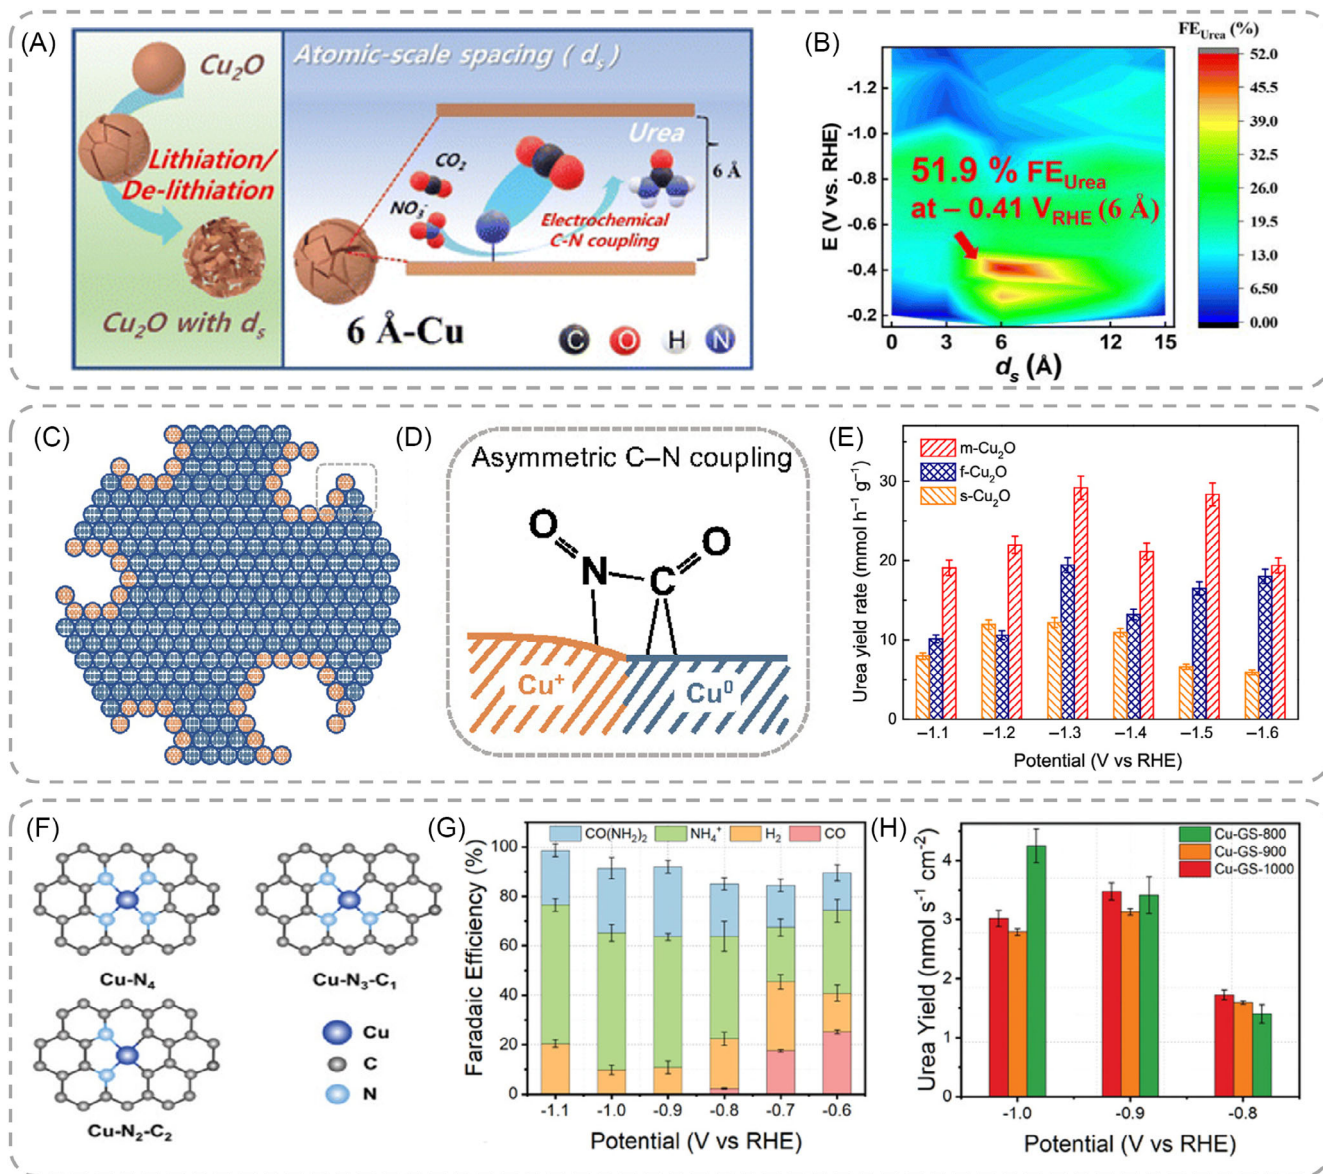 (A)
Cu₂O
Lithiation/
De-lithiation
Cu₂O with dₛ
Atomic-scale spacing (dₛ)
CO₂
NO₃⁻
Urea
6 Å
Electrochemical
C-N coupling
6 Å-Cu
C O H N
(B)
FE_Urea (%)
52.0
45.5
39.0
32.5
26.0
19.5
13.0
6.50
0.00
51.9 % FE_Urea
at – 0.41 V_RHE (6 Å)
E (V vs. RHE)
-1.2
-1.0
-0.8
-0.6
-0.4
-0.2
0 3 6 12 15
dₛ (Å)
(C)
(D)
Asymmetric C–N coupling
O
N
C
O
Cu⁺
Cu⁰
(E)
m-Cu₂O
f-Cu₂O
s-Cu₂O
Urea yield rate (mmol h⁻¹ g⁻¹)
30
20
10
0
–1.1 –1.2 –1.3 –1.4 –1.5 –1.6
Potential (V vs RHE)
(F)
Cu-N₄
Cu-N₃-C₁
Cu-N₂-C₂
Cu
C
N
(G)
CO(NH₂)₂ NH₄⁺ H₂ CO
Faradaic Efficiency (%)
100
80
60
40
20
0
-1.1 -1.0 -0.9 -0.8 -0.7 -0.6
Potential (V vs RHE)
(H)
Cu-GS-800
Cu-GS-900
Cu-GS-1000
Urea Yield (nmol s⁻¹ cm⁻²)
4
3
2
1
0
-1.0 -0.9 -0.8
Potential (V vs RHE)